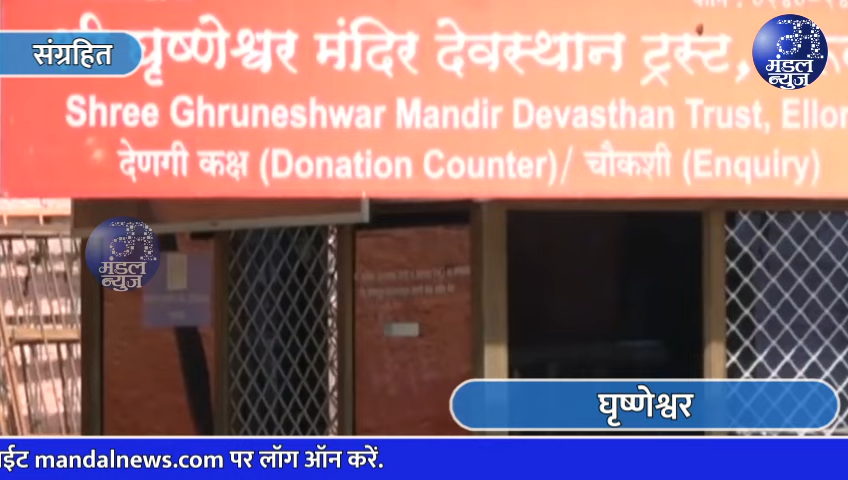 संग्रहित
श्री घृष्णेश्वर मंदिर देवस्थान ट्रस्ट,
Shree Ghruneshwar Mandir Devasthan Trust, Ellor
देणगी कक्ष (Donation Counter)/ चौकशी (Enquiry)
मंडल
न्युज
मंडल
न्युज
घृष्णेश्वर
mandalnews.com पर लॉग ऑन करें.